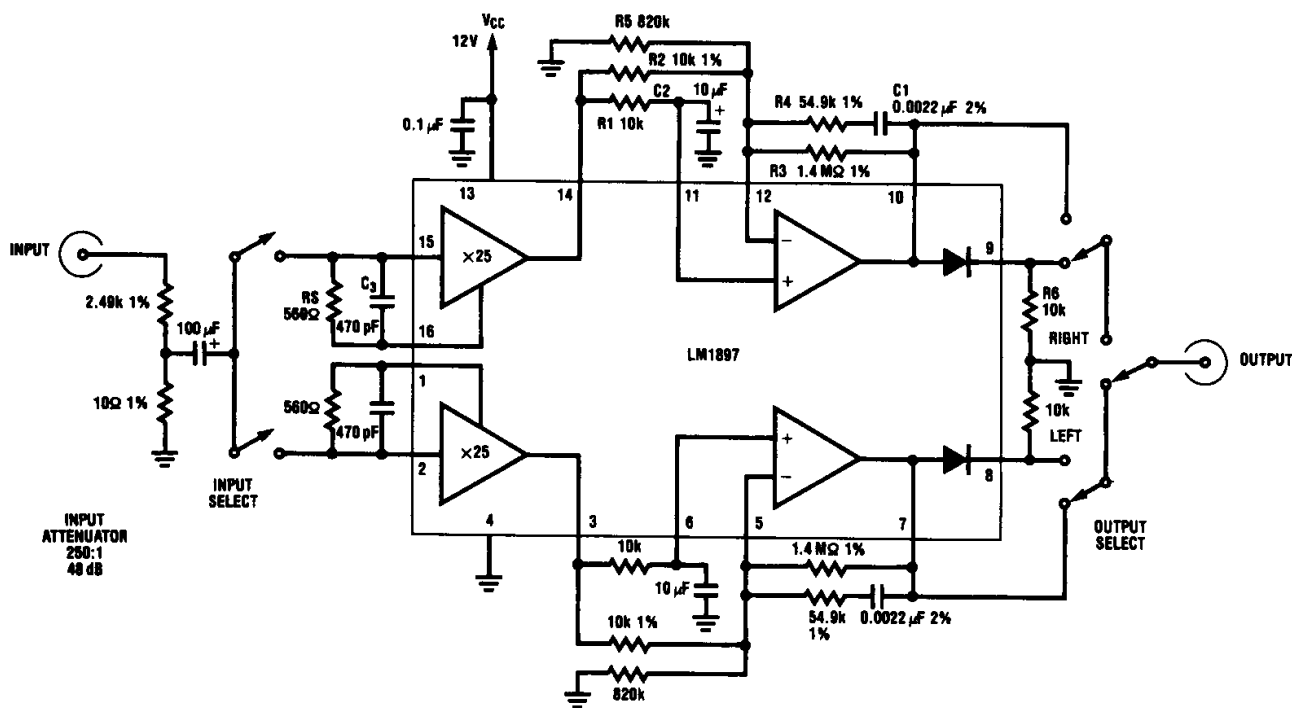 VCC
12V
R5 820k
R2 10k 1%
C2
10 µF
+
R1 10k
0.1 µF
C1
R4 54.9k 1%
0.0022 µF 2%
R3 1.4 MΩ 1%
13
14
11
12
10
INPUT
15
×25
−
+
9
2.49k 1%
100 µF
+
RS
560Ω
C3
470 pF
16
R6
10k
RIGHT
LM1897
OUTPUT
10Ω 1%
1
560Ω
470 pF
×25
2
+
−
10k
LEFT
8
INPUT
SELECT
INPUT
ATTENUATOR
250:1
48 dB
4
3
6
5
7
OUTPUT
SELECT
10k
10 µF
1.4 MΩ 1%
10k 1%
54.9k
1%
0.0022 µF 2%
820k